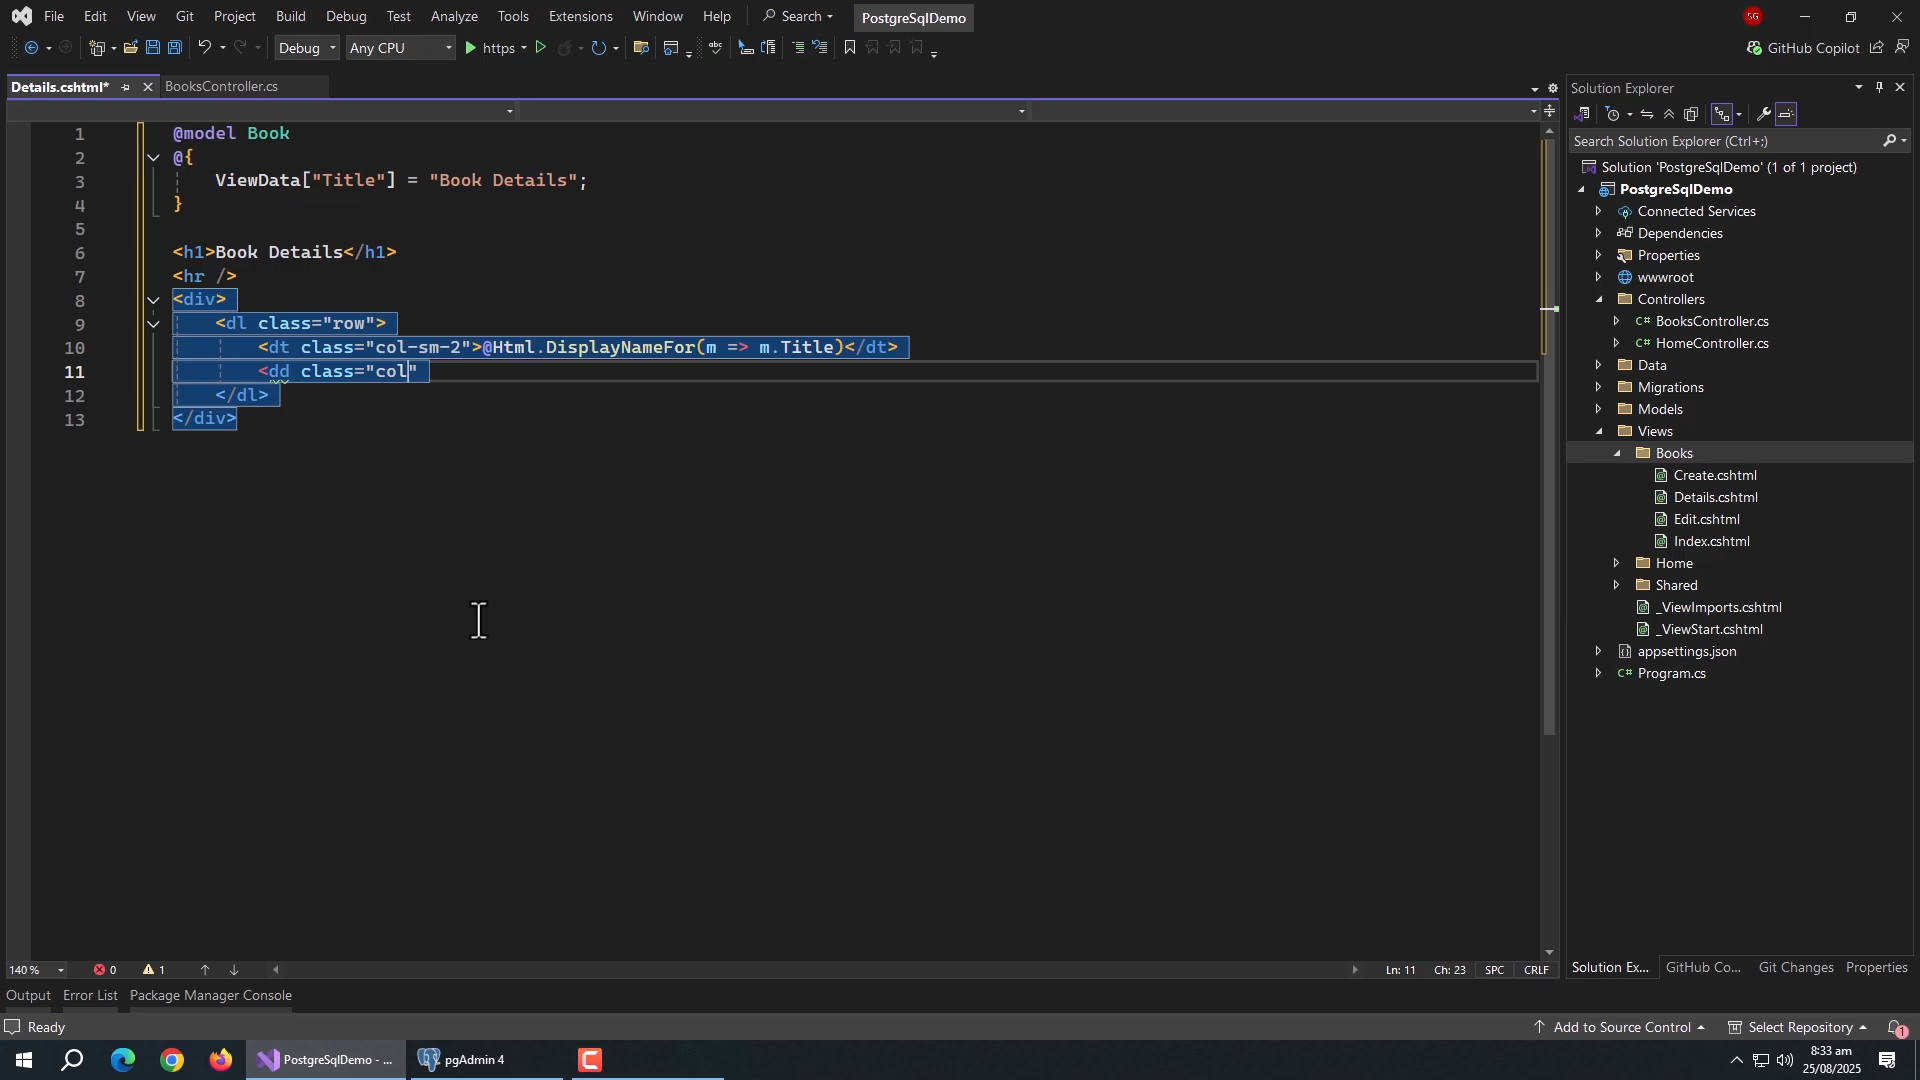 File Edit View Git Project Build Debug Test Analyze Tools Extensions Window Help Search PostgreSqlDemo SG
Debug Any CPU https GitHub Copilot
Details.cshtml* BooksController.cs
1 @model Book
2 @{
3 ViewData["Title"] = "Book Details";
4 }
5
6 <h1>Book Details</h1>
7 <hr />
8 <div>
9 <dl class="row">
10 <dt class="col-sm-2">@Html.DisplayNameFor(m => m.Title)</dt>
11 <dd class="col"
12 </dl>
13 </div>
140 % 0 1 Ln: 11 Ch: 23 SPC CRLF
Solution Explorer
Search Solution Explorer (Ctrl+;)
Solution 'PostgreSqlDemo' (1 of 1 project)
PostgreSqlDemo
Connected Services
Dependencies
Properties
wwwroot
Controllers
C# BooksController.cs
C# HomeController.cs
Data
Migrations
Models
Views
Books
Create.cshtml
Details.cshtml
Edit.cshtml
Index.cshtml
Home
Shared
_ViewImports.cshtml
_ViewStart.cshtml
appsettings.json
C# Program.cs
Solution Ex... GitHub Co... Git Changes Properties
Output Error List Package Manager Console
Ready Add to Source Control Select Repository 1
PostgreSqlDemo - ... pgAdmin 4 8:33 am
25/08/2025